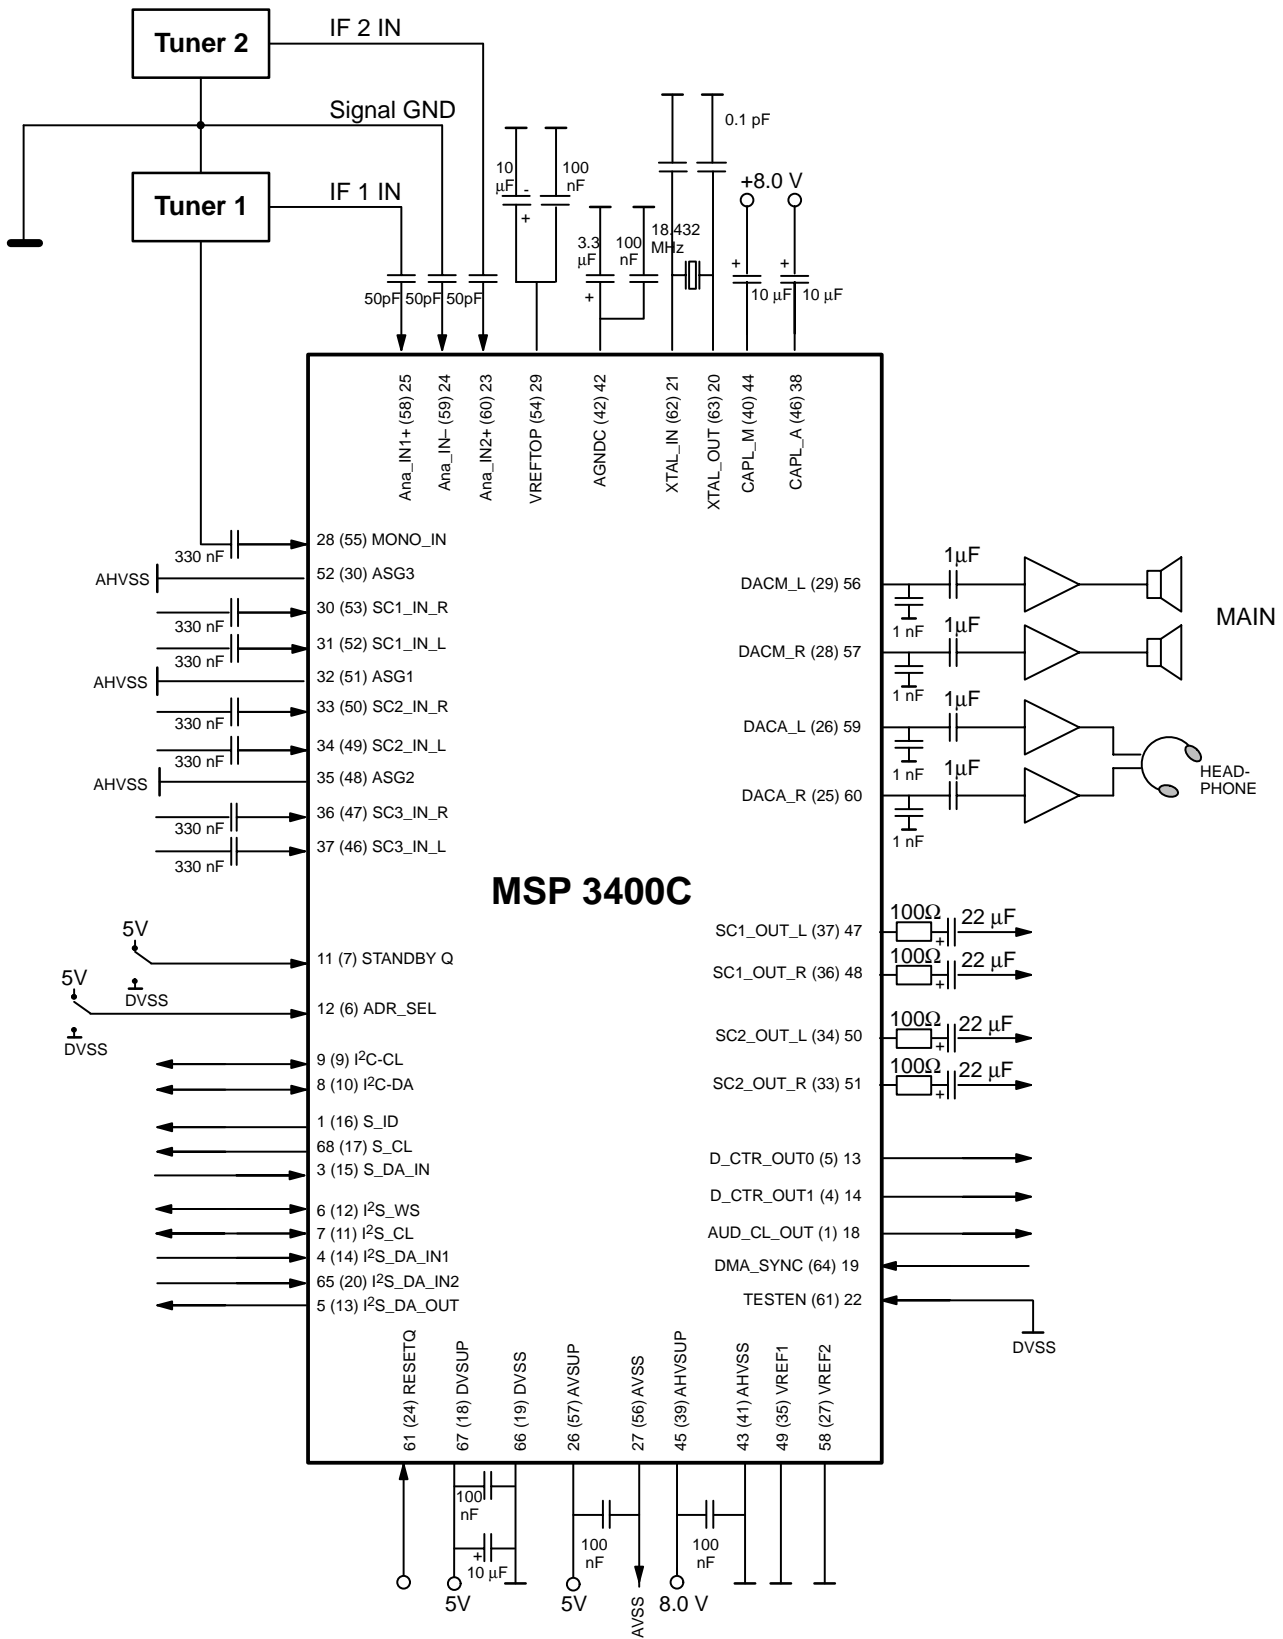 Tuner 2
IF 2 IN
Signal GND
Tuner 1
IF 1 IN
10
µF
-
+
100
nF
0.1 pF
+8.0 V
3.3
µF
+
100
nF
18.432
MHz
+
10 µF
+
10 µF
50pF
50pF
50pF
Ana_IN1+ (58) 25
Ana_IN– (59) 24
Ana_IN2+ (60) 23
VREFTOP (54) 29
AGNDC (42) 42
XTAL_IN (62) 21
XTAL_OUT (63) 20
CAPL_M (40) 44
CAPL_A (46) 38
330 nF
28 (55) MONO_IN
AHVSS
52 (30) ASG3
330 nF
30 (53) SC1_IN_R
330 nF
31 (52) SC1_IN_L
AHVSS
32 (51) ASG1
330 nF
33 (50) SC2_IN_R
330 nF
34 (49) SC2_IN_L
AHVSS
35 (48) ASG2
330 nF
36 (47) SC3_IN_R
330 nF
37 (46) SC3_IN_L
MSP 3400C
DACM_L (29) 56
1µF
1 nF
MAIN
DACM_R (28) 57
1µF
1 nF
DACA_L (26) 59
1µF
1 nF
HEAD-
PHONE
DACA_R (25) 60
1µF
1 nF
SC1_OUT_L (37) 47
100Ω
+
22 µF
SC1_OUT_R (36) 48
100Ω
+
22 µF
SC2_OUT_L (34) 50
100Ω
+
22 µF
SC2_OUT_R (33) 51
100Ω
+
22 µF
5V
DVSS
11 (7) STANDBY Q
5V
DVSS
12 (6) ADR_SEL
9 (9) I²C-CL
8 (10) I²C-DA
1 (16) S_ID
68 (17) S_CL
3 (15) S_DA_IN
6 (12) I²S_WS
7 (11) I²S_CL
4 (14) I²S_DA_IN1
65 (20) I²S_DA_IN2
5 (13) I²S_DA_OUT
D_CTR_OUT0 (5) 13
D_CTR_OUT1 (4) 14
AUD_CL_OUT (1) 18
DMA_SYNC (64) 19
TESTEN (61) 22
DVSS
61 (24) RESETQ
67 (18) DVSUP
66 (19) DVSS
26 (57) AVSUP
27 (56) AVSS
45 (39) AHVSUP
43 (41) AHVSS
49 (35) VREF1
58 (27) VREF2
100
nF
+
10 µF
100
nF
100
nF
5V
5V
AVSS
8.0 V